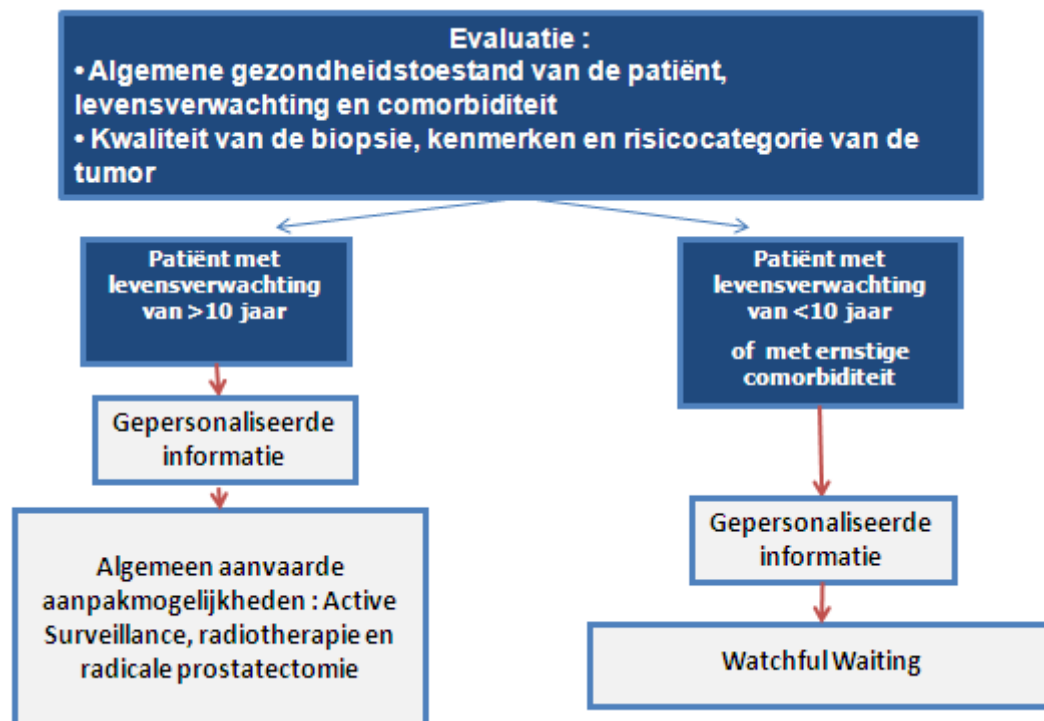 Evaluatie :
• Algemene gezondheidstoestand van de patiënt,
levensverwachting en comorbiditeit
• Kwaliteit van de biopsie, kenmerken en risicocategorie van de
tumor
Patiënt met
levensverwachting
van >10 jaar
Gepersonaliseerde
informatie
Algemeen aanvaarde
aanpakmogelijkheden : Active
Surveillance, radiotherapie en
radicale prostatectomie
Patiënt met
levensverwachting
van <10 jaar
of met ernstige
comorbiditeit
Gepersonaliseerde
informatie
Watchful Waiting